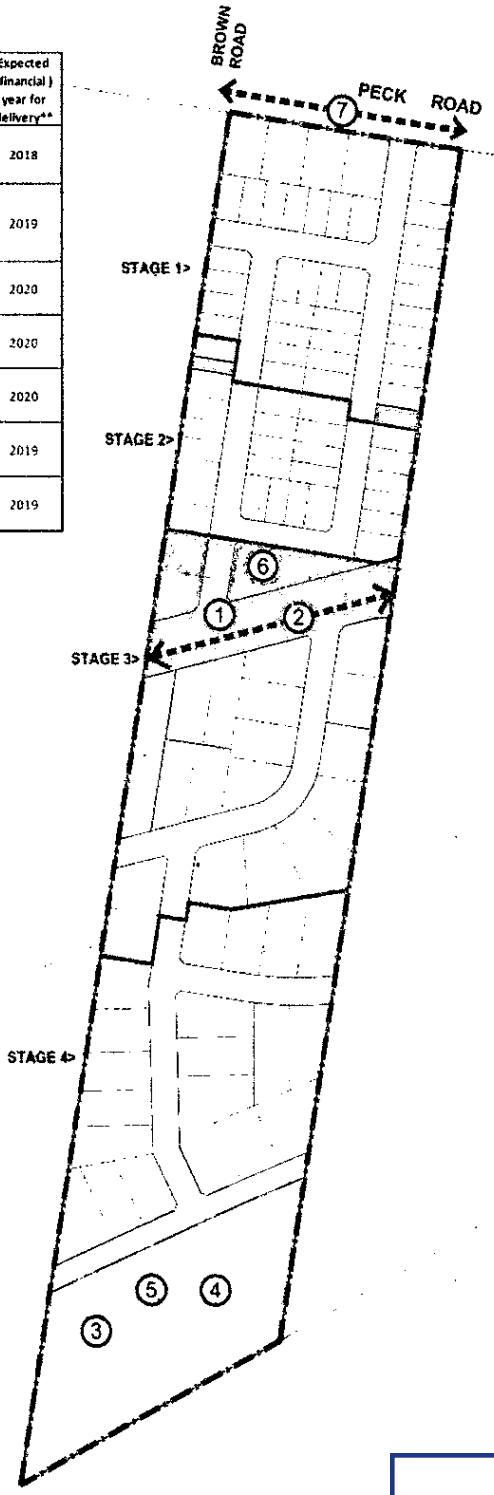 BROWN
ROAD
PECK ROAD
7
Expected
financial )
year for
delivery**
2018
2019
2020
2020
2020
2019
2019
STAGE 1>
STAGE 2>
6
1
2
STAGE 3>
STAGE 4>
5
4
3